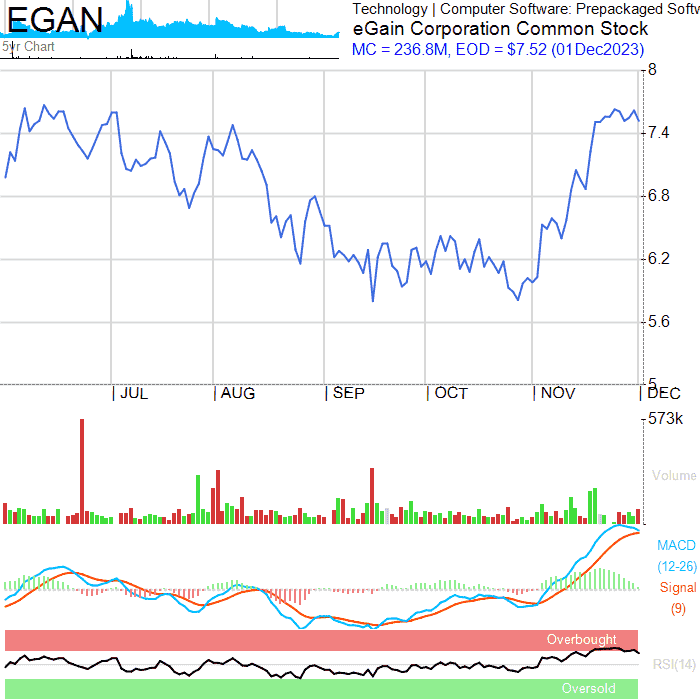 EGAN
5yr Chart
Technology | Computer Software: Prepackaged Softw
eGain Corporation Common Stock
MC = 236.8M, EOD = $7.52 (01Dec2023)
8
7.4
6.8
6.2
5.6
5
JUL AUG SEP OCT NOV DEC
573k
Volume
MACD
(12-26)
Signal
(9)
Overbought
RSI(14)
Oversold